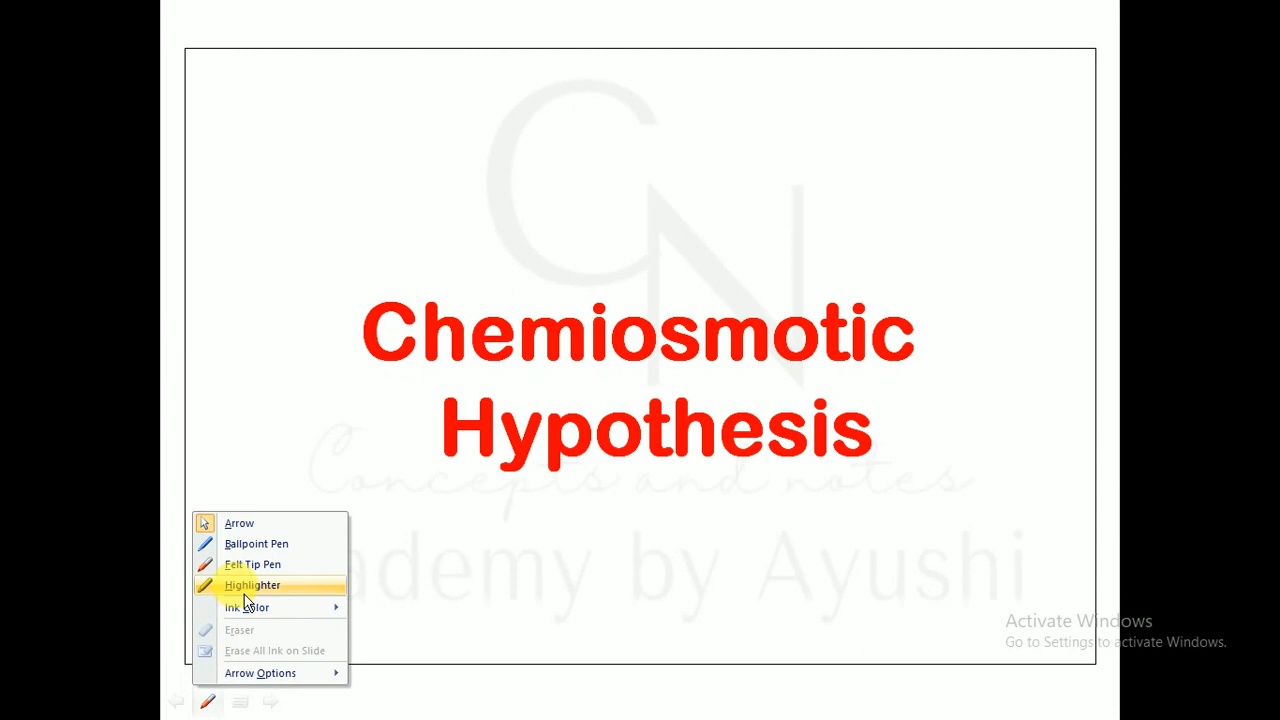 CN
Chemiosmotic
Hypothesis
Concepts and notes
ademy by Ayushi
Arrow
Ballpoint Pen
Felt Tip Pen
Highlighter
Ink Color
Eraser
Erase All Ink on Slide
Arrow Options
Activate Windows
Go to Settings to activate Windows.